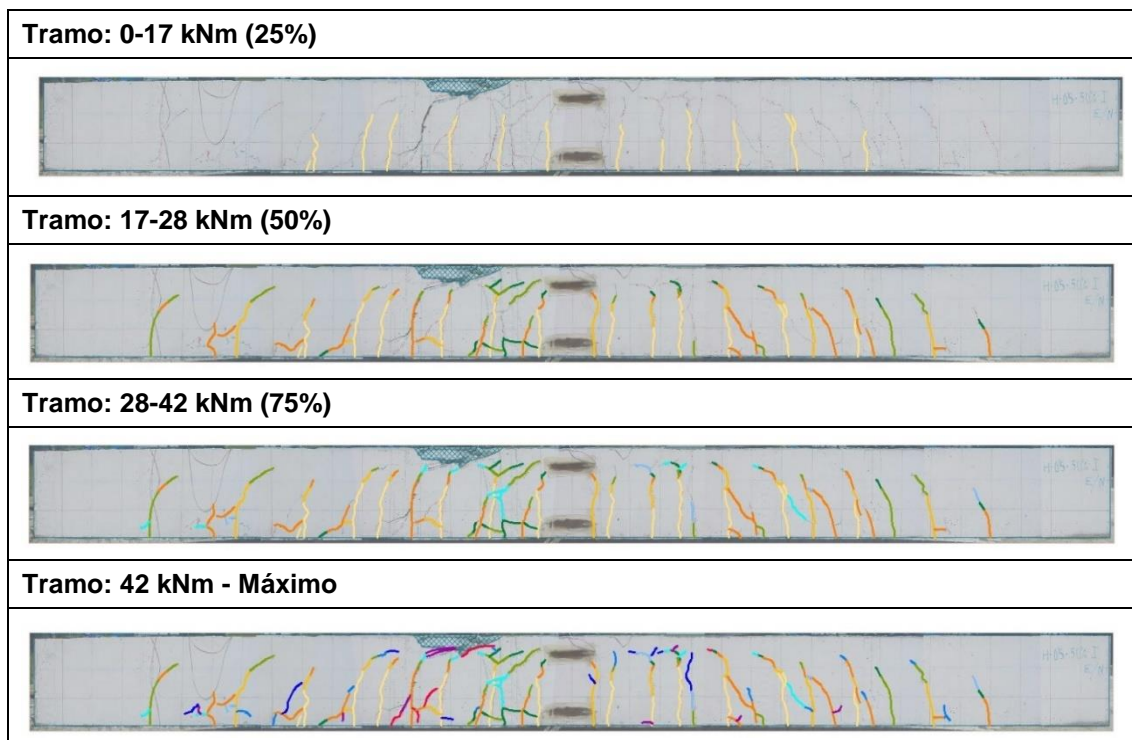 Tramo: 0-17 kNm (25%)
Tramo: 17-28 kNm (50%)
Tramo: 28-42 kNm (75%)
Tramo: 42 kNm - Máximo